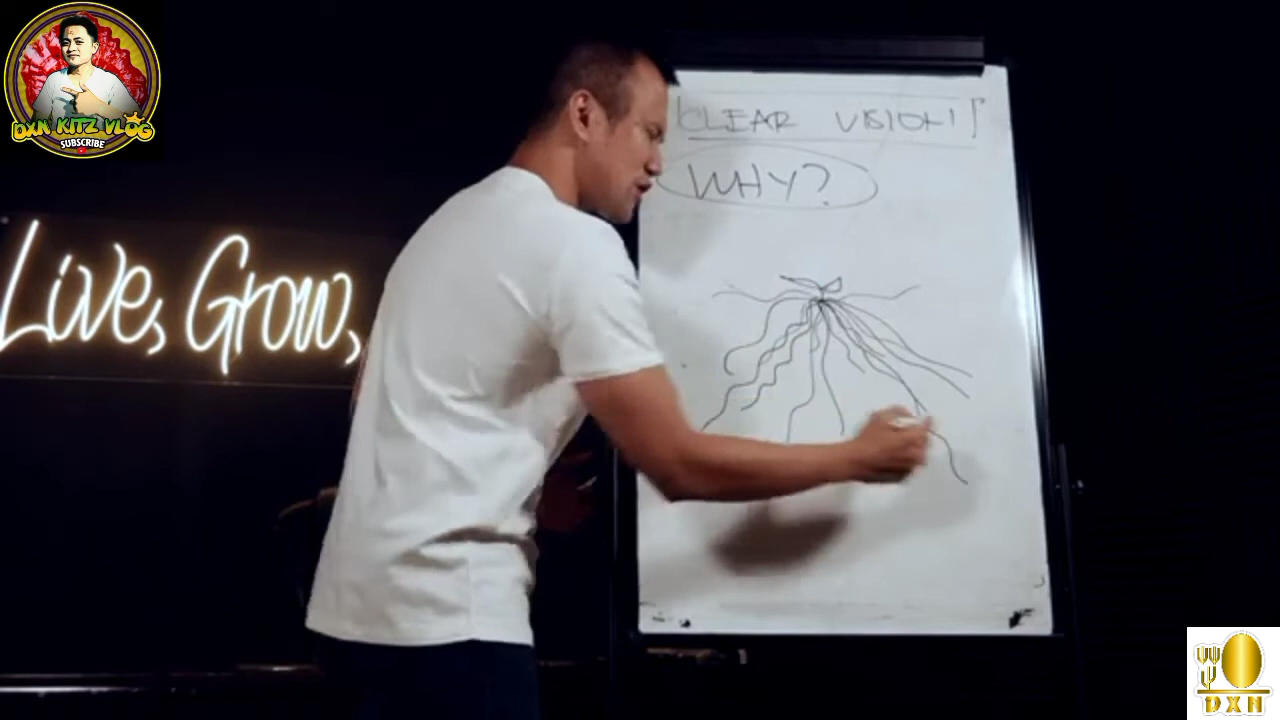 DXN KITZ VLOG
SUBSCRIBE
CLEAR VISION!
WHY?
Live, Grow,
DXN